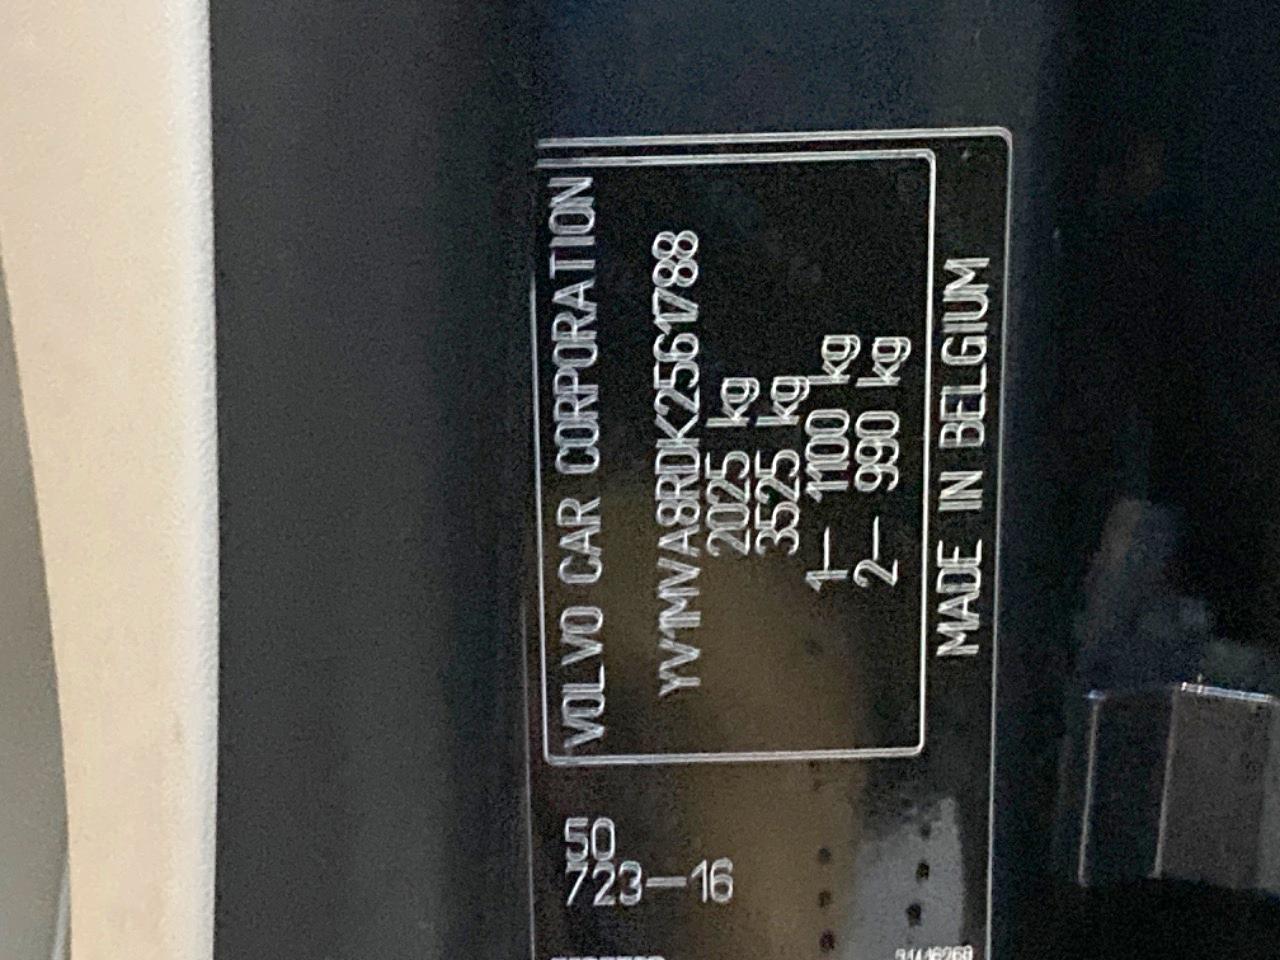 VOLVO CAR CORPORATION
YV1MVA8RDK2561788
2025 kg
3525 kg
1– 1100 kg
2– 990 kg
MADE IN BELGIUM
50
723–16